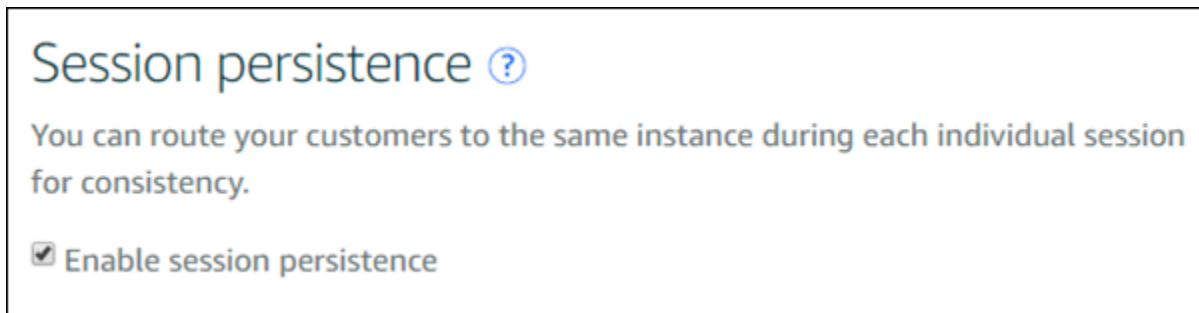 Session persistence ?
You can route your customers to the same instance during each individual session
for consistency.
Enable session persistence